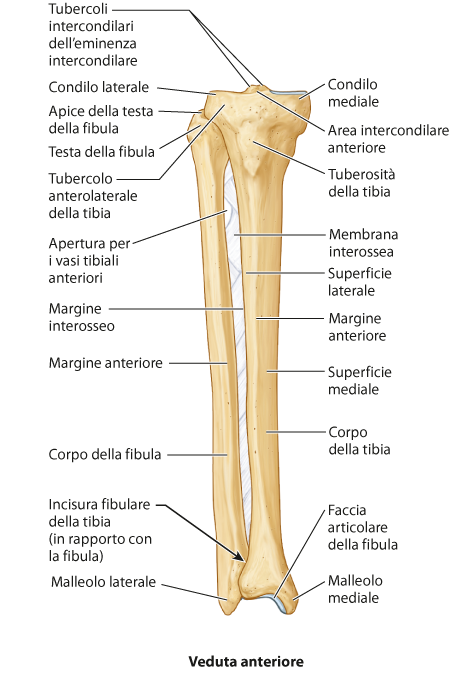 Tubercoli
intercondilari
dell'eminenza
intercondilare
Condilo laterale
Apice della testa
della fibula
Testa della fibula
Tubercolo
anterolaterale
della tibia
Apertura per
i vasi tibiali
anteriori
Margine
interosseo
Margine anteriore
Corpo della fibula
Incisura fibulare
della tibia
(in rapporto con
la fibula)
Malleolo laterale
Condilo
mediale
Area intercondilare
anteriore
Tuberosità
della tibia
Membrana
interossea
Superficie
laterale
Margine
anteriore
Superficie
mediale
Corpo
della tibia
Faccia
articolare
della fibula
Malleolo
mediale
Veduta anteriore